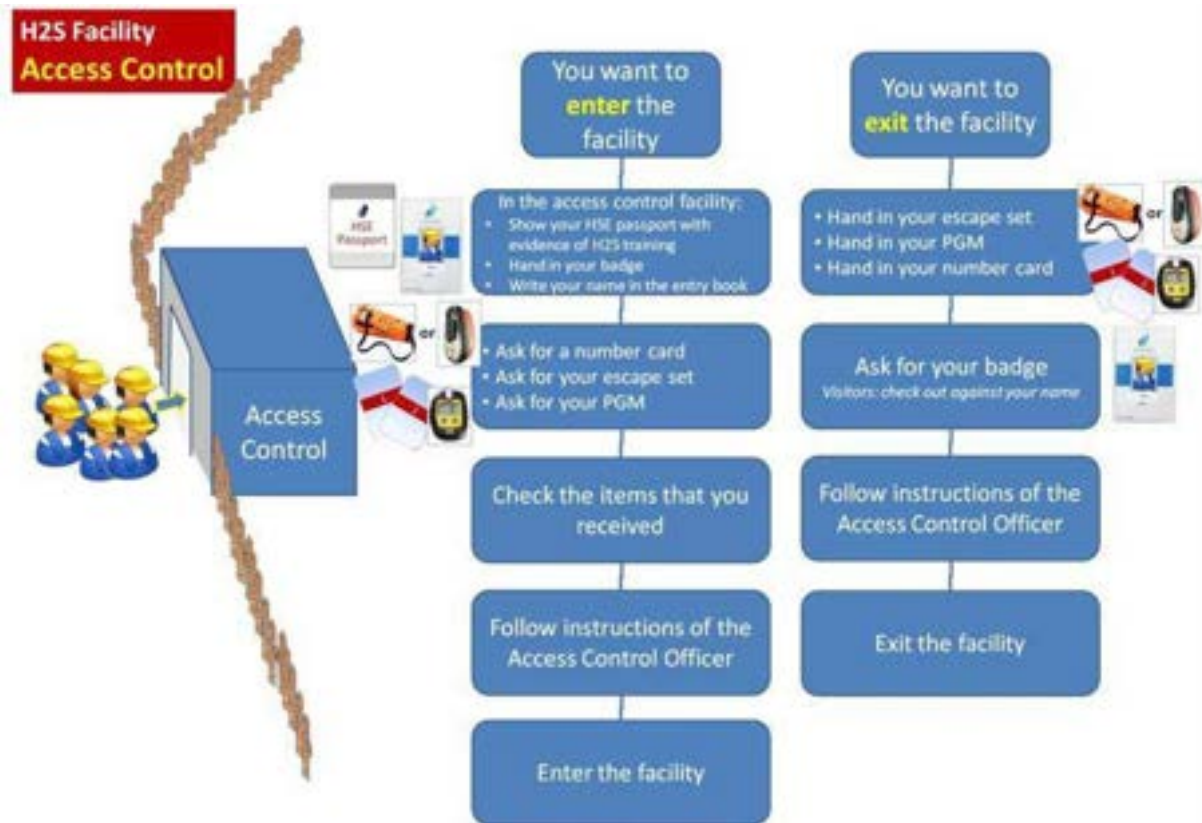 H2S Facility
Access Control
You want to
enter the
facility
In the access control facility:
• Show your HSE passport with
evidence of H2S training
• Hand in your badge
• Write your name in the entry book
• Ask for a number card
• Ask for your escape set
• Ask for your PGM
Check the items that you
received
Follow instructions of the
Access Control Officer
Enter the facility
You want to
exit the facility
• Hand in your escape set
• Hand in your PGM
• Hand in your number card
Ask for your badge
Visitors: check out against your name
Follow instructions of the
Access Control Officer
Exit the facility
HSE
Passport
or
or
Access
Control